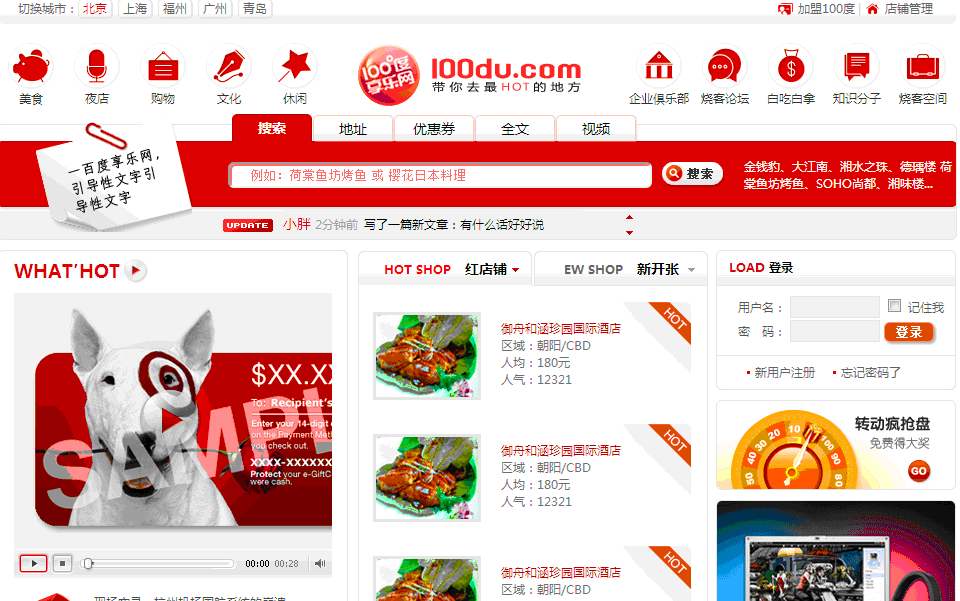 切换城市： 北京 上海 福州 广州 青岛
加盟100度 店铺管理
美食 夜店 购物 文化 休闲
100°度
享乐网
100du.com
带你去最HOT的地方
企业俱乐部 烧客论坛 白吃白拿 知识分子 烧客空间
搜索 地址 优惠券 全文 视频
一百度享乐网，
引导性文字引
导性文字
例如：荷棠鱼坊烤鱼 或 樱花日本料理
搜索
金钱豹、大江南、湘水之珠、德瑀楼 荷
棠鱼坊烤鱼、SOHO尚都、湘味楼...
UPDATE 小胖 2分钟前 写了一篇新文章：有什么话好好说
WHAT'HOT
$XX.XX
To: Recipient's
Enter your 14-digit
on the Payment Met
you check out.
XXXX-XXXXXX
Protect your e-GiftC
were cash.
SAMPL
00:00 00:28
HOT SHOP 红店铺
EW SHOP 新开张
御舟和涵珍园国际酒店
区域：朝阳/CBD
人均：180元
人气：12321
HOT
御舟和涵珍园国际酒店
区域：朝阳/CBD
人均：180元
人气：12321
HOT
御舟和涵珍园国际酒店
区域：朝阳/CBD
HOT
LOAD 登录
用户名： 记住我
密 码： 登录
新用户注册 忘记密码了
转动疯抢盘
免费得大奖
GO
50 40 30 20 10 100 90 80